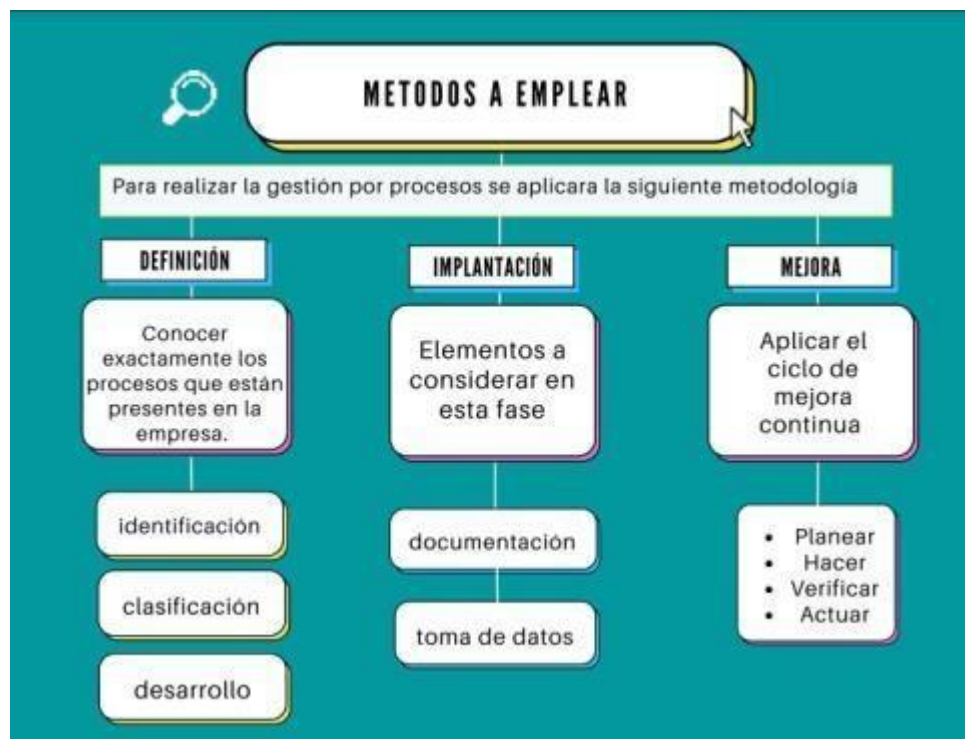 METODOS A EMPLEAR
Para realizar la gestión por procesos se aplicara la siguiente metodología
DEFINICIÓN
Conocer
exactamente los
procesos que están
presentes en la
empresa.
identificación
clasificación
desarrollo
IMPLANTACIÓN
Elementos a
considerar en
esta fase
documentación
toma de datos
MEJORA
Aplicar el
ciclo de
mejora
continua
• Planear
• Hacer
• Verificar
• Actuar